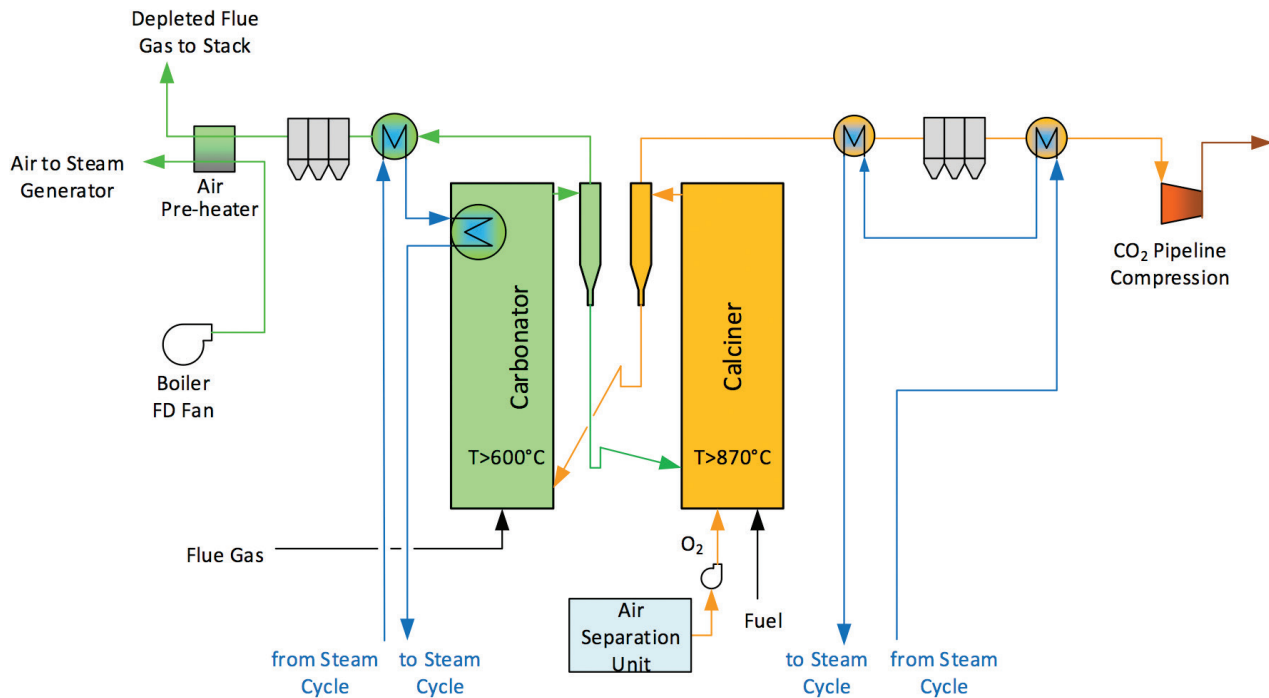 Depleted Flue
Gas to Stack
Air to Steam
Generator
Air
Pre-heater
Boiler
FD Fan
Carbonator
T>600°C
Calciner
T>870°C
CO₂ Pipeline
Compression
Flue Gas
O₂
Air
Separation
Unit
Fuel
from Steam
Cycle
to Steam
Cycle
to Steam
Cycle
from Steam
Cycle